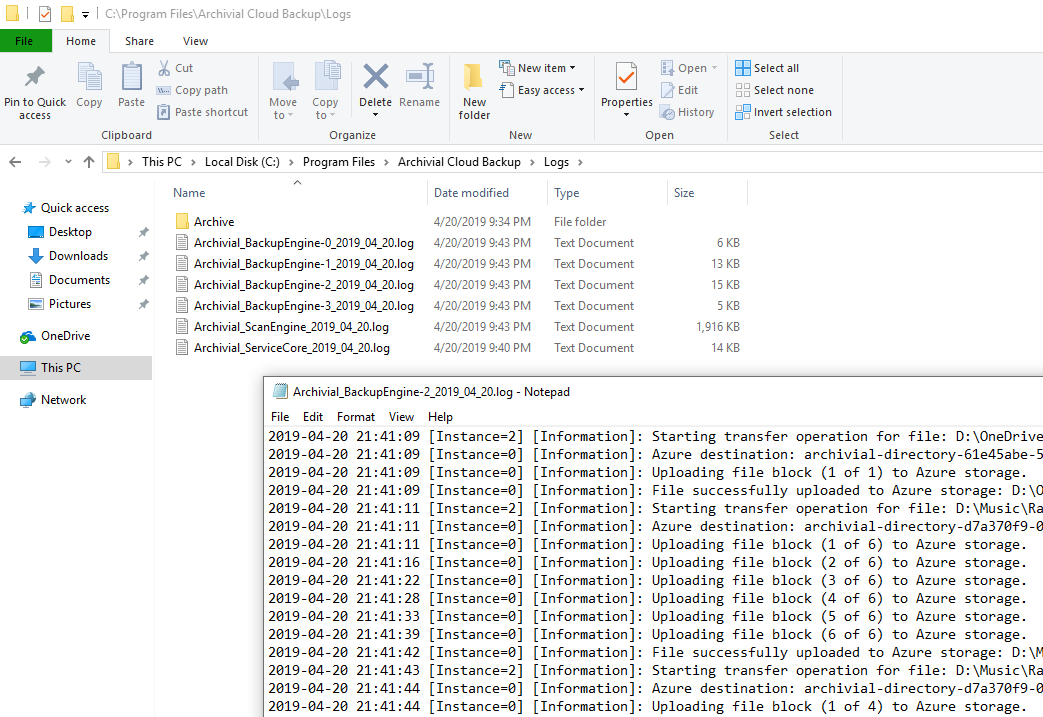 C:\Program Files\Archivial Cloud Backup\Logs
File Home Share View
Pin to Quick access
Copy
Paste
Cut
Copy path
Paste shortcut
Clipboard
Move to
Copy to
Delete
Rename
Organize
New folder
New item
Easy access
New
Properties
Open
Edit
History
Open
Select all
Select none
Invert selection
Select
This PC > Local Disk (C:) > Program Files > Archivial Cloud Backup > Logs >
Quick access
Desktop
Downloads
Documents
Pictures
OneDrive
This PC
Network
Name Date modified Type Size
Archive 4/20/2019 9:34 PM File folder
Archivial_BackupEngine-0_2019_04_20.log 4/20/2019 9:43 PM Text Document 6 KB
Archivial_BackupEngine-1_2019_04_20.log 4/20/2019 9:43 PM Text Document 13 KB
Archivial_BackupEngine-2_2019_04_20.log 4/20/2019 9:43 PM Text Document 15 KB
Archivial_BackupEngine-3_2019_04_20.log 4/20/2019 9:43 PM Text Document 5 KB
Archivial_ScanEngine_2019_04_20.log 4/20/2019 9:43 PM Text Document 1,916 KB
Archivial_ServiceCore_2019_04_20.log 4/20/2019 9:40 PM Text Document 14 KB
Archivial_BackupEngine-2_2019_04_20.log - Notepad
File Edit Format View Help
2019-04-20 21:41:09 [Instance=2] [Information]: Starting transfer operation for file: D:\OneDrive
2019-04-20 21:41:09 [Instance=0] [Information]: Azure destination: archivial-directory-61e45abe-5
2019-04-20 21:41:09 [Instance=0] [Information]: Uploading file block (1 of 1) to Azure storage.
2019-04-20 21:41:09 [Instance=0] [Information]: File successfully uploaded to Azure storage: D:\O
2019-04-20 21:41:11 [Instance=2] [Information]: Starting transfer operation for file: D:\Music\Ra
2019-04-20 21:41:11 [Instance=0] [Information]: Azure destination: archivial-directory-d7a370f9-0
2019-04-20 21:41:11 [Instance=0] [Information]: Uploading file block (1 of 6) to Azure storage.
2019-04-20 21:41:16 [Instance=0] [Information]: Uploading file block (2 of 6) to Azure storage.
2019-04-20 21:41:22 [Instance=0] [Information]: Uploading file block (3 of 6) to Azure storage.
2019-04-20 21:41:28 [Instance=0] [Information]: Uploading file block (4 of 6) to Azure storage.
2019-04-20 21:41:33 [Instance=0] [Information]: Uploading file block (5 of 6) to Azure storage.
2019-04-20 21:41:39 [Instance=0] [Information]: Uploading file block (6 of 6) to Azure storage.
2019-04-20 21:41:42 [Instance=0] [Information]: File successfully uploaded to Azure storage: D:\M
2019-04-20 21:41:43 [Instance=2] [Information]: Starting transfer operation for file: D:\Music\Ra
2019-04-20 21:41:44 [Instance=0] [Information]: Azure destination: archivial-directory-d7a370f9-0
2019-04-20 21:41:44 [Instance=0] [Information]: Uploading file block (1 of 4) to Azure storage.